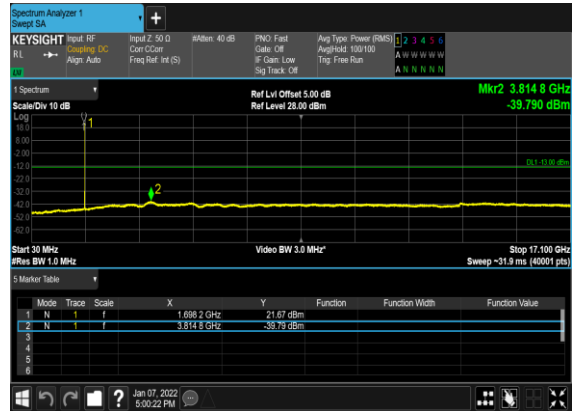 Spectrum Analyzer 1
Swept SA
+
KEYSIGHT Input: RF Input Z: 50 Ω #Atten: 40 dB PNO: Fast Avg Type: Power (RMS) 1 2 3 4 5 6
RL Coupling: DC Corr CCorr Gate: Off Avg|Hold: 100/100 A W W W W W
Align: Auto Freq Ref: Int (S) IF Gain: Low Trig: Free Run
Sig Track: Off A N N N N N
1 Spectrum Ref Lvl Offset 5.00 dB Mkr2 3.814 8 GHz
Scale/Div 10 dB Ref Level 28.00 dBm -39.790 dBm
Log
18.0
8.00
-2.00
-12.0
-22.0
-32.0
-42.0
-52.0
-62.0
1
2
DL1 -13.00 dBm
Start 30 MHz Video BW 3.0 MHz* Stop 17.100 GHz
#Res BW 1.0 MHz Sweep ~31.9 ms (40001 pts)
5 Marker Table
Mode Trace Scale X Y Function Function Width Function Value
1 N 1 f 1.698 2 GHz 21.67 dBm
2 N 1 f 3.814 8 GHz -39.79 dBm
3
4
5
6
? Jan 07, 2022
5:00:22 PM